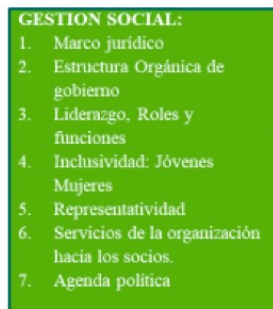 GESTION SOCIAL:
1. Marco jurídico
2. Estructura Orgánica de
gobierno
3. Liderazgo, Roles y
funciones
4. Inclusividad: Jóvenes
Mujeres
5. Representatividad
6. Servicios de la organización
hacia los socios.
7. Agenda política